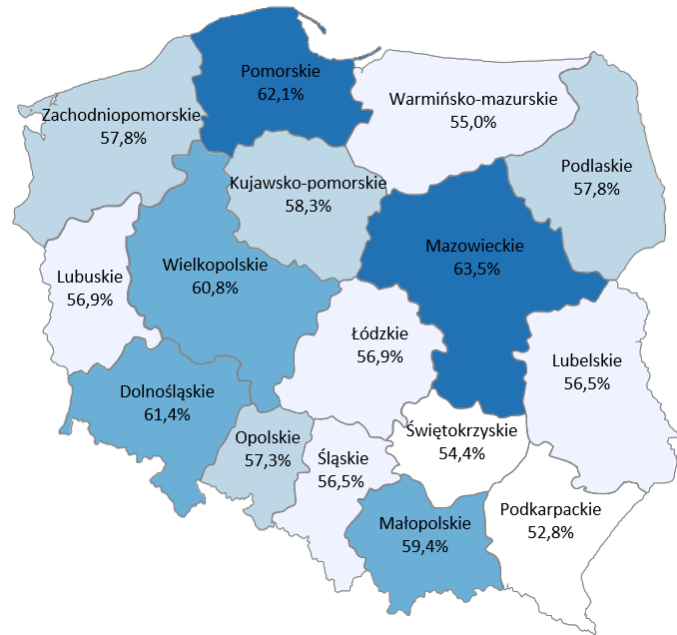 Pomorskie
62,1%
Warmińsko-mazurskie
55,0%
Zachodniopomorskie
57,8%
Podlaskie
57,8%
Kujawsko-pomorskie
58,3%
Mazowieckie
63,5%
Wielkopolskie
60,8%
Lubuskie
56,9%
Łódzkie
56,9%
Lubelskie
56,5%
Dolnośląskie
61,4%
Świętokrzyskie
54,4%
Opolskie
57,3%
Śląskie
56,5%
Podkarpackie
52,8%
Małopolskie
59,4%